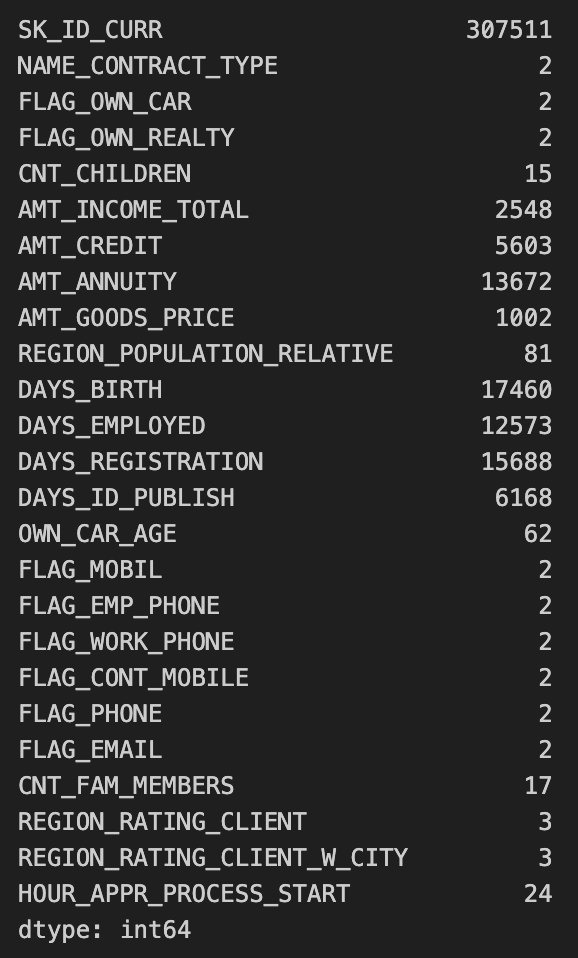 SK_ID_CURR 307511
NAME_CONTRACT_TYPE 2
FLAG_OWN_CAR 2
FLAG_OWN_REALTY 2
CNT_CHILDREN 15
AMT_INCOME_TOTAL 2548
AMT_CREDIT 5603
AMT_ANNUITY 13672
AMT_GOODS_PRICE 1002
REGION_POPULATION_RELATIVE 81
DAYS_BIRTH 17460
DAYS_EMPLOYED 12573
DAYS_REGISTRATION 15688
DAYS_ID_PUBLISH 6168
OWN_CAR_AGE 62
FLAG_MOBIL 2
FLAG_EMP_PHONE 2
FLAG_WORK_PHONE 2
FLAG_CONT_MOBILE 2
FLAG_PHONE 2
FLAG_EMAIL 2
CNT_FAM_MEMBERS 17
REGION_RATING_CLIENT 3
REGION_RATING_CLIENT_W_CITY 3
HOUR_APPR_PROCESS_START 24
dtype: int64